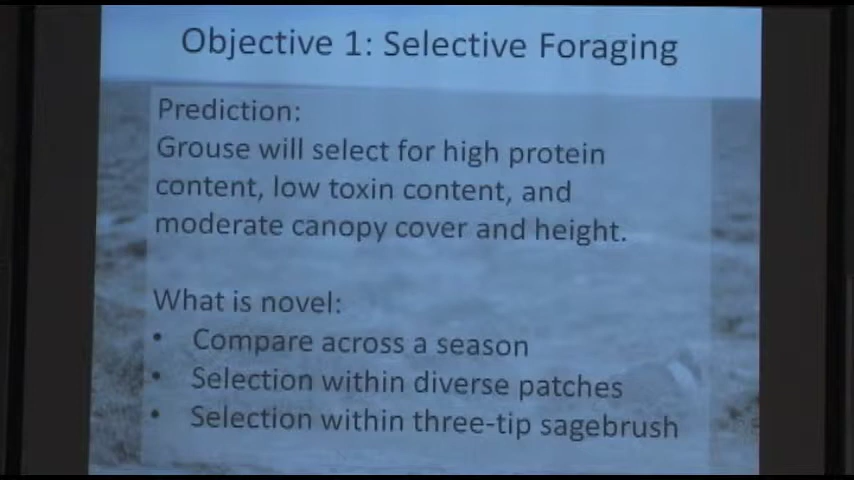 Objective 1: Selective Foraging
Prediction:
Grouse will select for high protein
content, low toxin content, and
moderate canopy cover and height.
What is novel:
• Compare across a season
• Selection within diverse patches
• Selection within three-tip sagebrush